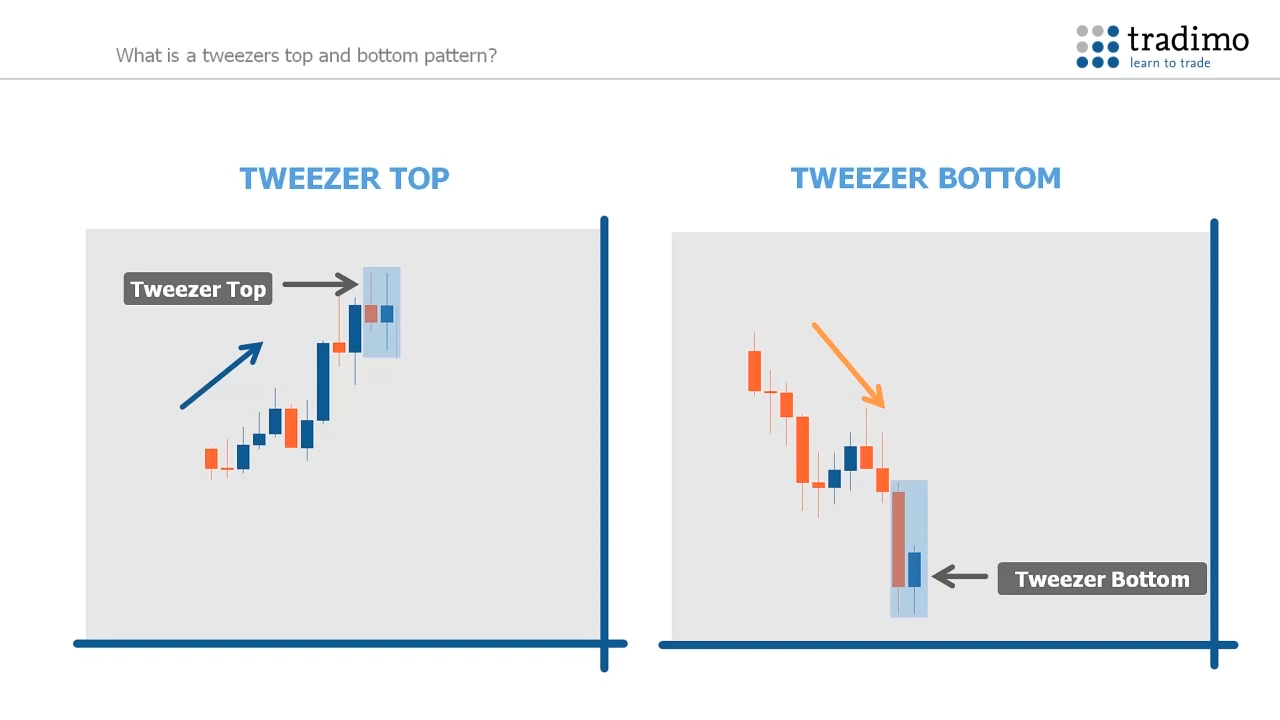 What is a tweezers top and bottom pattern?
tradimo
learn to trade
TWEEZER TOP
TWEEZER BOTTOM
Tweezer Top
Tweezer Bottom